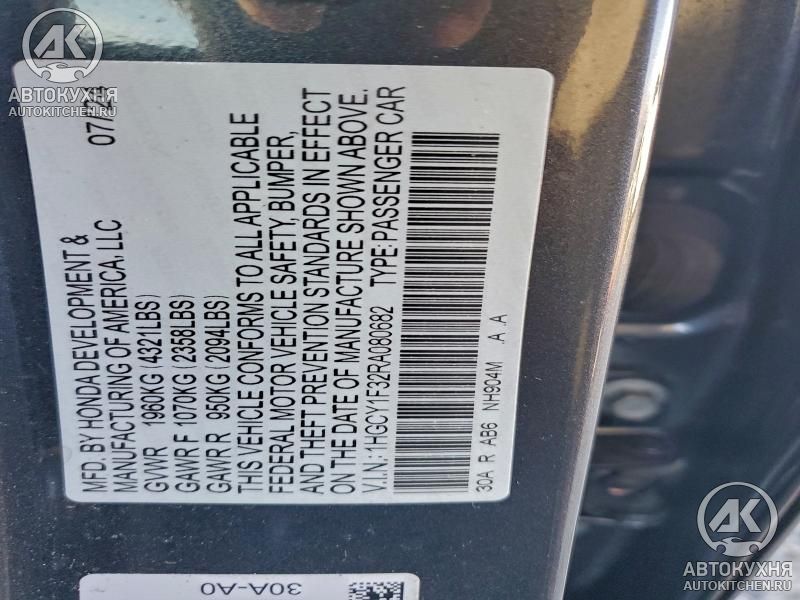 MFD. BY HONDA DEVELOPMENT &
MANUFACTURING OF AMERICA, LLC
GVWR 1960KG (4321LBS)
GAWR F 1070KG (2358LBS)
GAWR R 950KG (2094LBS)
THIS VEHICLE CONFORMS TO ALL APPLICABLE
FEDERAL MOTOR VEHICLE SAFETY, BUMPER,
AND THEFT PREVENTION STANDARDS IN EFFECT
ON THE DATE OF MANUFACTURE SHOWN ABOVE.
V.I.N: 1HGCY1F32RA080682 TYPE: PASSENGER CAR
30A R AB6 NH904M A A
30A-A0
AK
АВТОКУХНЯ
AUTOKITCHEN.RU
AK
АВТОКУХНЯ
AUTOKITCHEN.RU